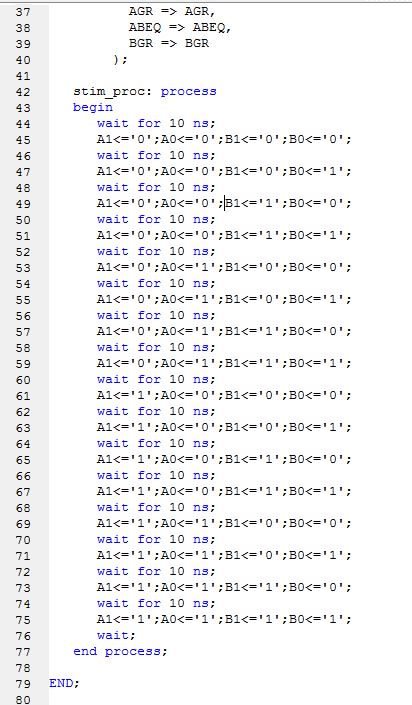 37 AGR => AGR,
38 ABEQ => ABEQ,
39 BGR => BGR
40 );
41
42 stim_proc: process
43 begin
44 wait for 10 ns;
45 A1<='0';A0<='0';B1<='0';B0<='0';
46 wait for 10 ns;
47 A1<='0';A0<='0';B1<='0';B0<='1';
48 wait for 10 ns;
49 A1<='0';A0<='0';B1<='1';B0<='0';
50 wait for 10 ns;
51 A1<='0';A0<='0';B1<='1';B0<='1';
52 wait for 10 ns;
53 A1<='0';A0<='1';B1<='0';B0<='0';
54 wait for 10 ns;
55 A1<='0';A0<='1';B1<='0';B0<='1';
56 wait for 10 ns;
57 A1<='0';A0<='1';B1<='1';B0<='0';
58 wait for 10 ns;
59 A1<='0';A0<='1';B1<='1';B0<='1';
60 wait for 10 ns;
61 A1<='1';A0<='0';B1<='0';B0<='0';
62 wait for 10 ns;
63 A1<='1';A0<='0';B1<='0';B0<='1';
64 wait for 10 ns;
65 A1<='1';A0<='0';B1<='1';B0<='0';
66 wait for 10 ns;
67 A1<='1';A0<='0';B1<='1';B0<='1';
68 wait for 10 ns;
69 A1<='1';A0<='1';B1<='0';B0<='0';
70 wait for 10 ns;
71 A1<='1';A0<='1';B1<='0';B0<='1';
72 wait for 10 ns;
73 A1<='1';A0<='1';B1<='1';B0<='0';
74 wait for 10 ns;
75 A1<='1';A0<='1';B1<='1';B0<='1';
76 wait;
77 end process;
78
79 END;
80